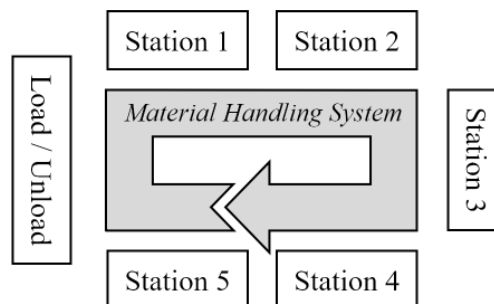 Station 1
Station 2
Load / Unload
Material Handling System
Station 3
Station 5
Station 4